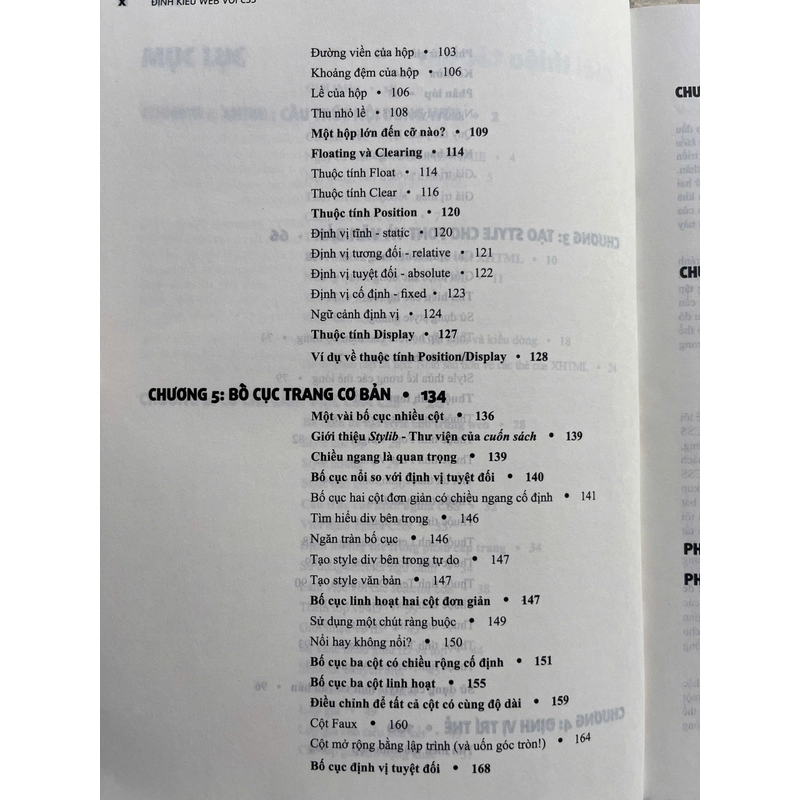 x ĐỊNH KIỂU WEB VỚI CSS
Đường viền của hộp • 103
Khoảng đệm của hộp • 106
Lề của hộp • 106
Thu nhỏ lề • 108
Một hộp lớn đến cỡ nào? • 109
Floating và Clearing • 114
Thuộc tính Float • 114
Thuộc tính Clear • 116
Thuộc tính Position • 120
Định vị tĩnh - static • 120
Định vị tương đối - relative • 121
Định vị tuyệt đối - absolute • 122
Định vị cố định - fixed • 123
Ngữ cảnh định vị • 124
Thuộc tính Display • 127
Ví dụ về thuộc tính Position/Display • 128
CHƯƠNG 5: BỐ CỤC TRANG CƠ BẢN • 134
Một vài bố cục nhiều cột • 136
Giới thiệu Stylib - Thư viện của cuốn sách • 139
Chiều ngang là quan trọng • 139
Bố cục nổi so với định vị tuyệt đối • 140
Bố cục hai cột đơn giản có chiều ngang cố định • 141
Tìm hiểu div bên trong • 146
Ngăn tràn bố cục • 146
Tạo style div bên trong tự do • 147
Tạo style văn bản • 147
Bố cục linh hoạt hai cột đơn giản • 147
Sử dụng một chút ràng buộc • 149
Nổi hay không nổi? • 150
Bố cục ba cột có chiều rộng cố định • 151
Bố cục ba cột linh hoạt • 155
Điều chỉnh để tất cả cột có cùng độ dài • 159
Cột Faux • 160
Cột mở rộng bằng lập trình (và uốn góc tròn!) • 164
Bố cục định vị tuyệt đối • 168